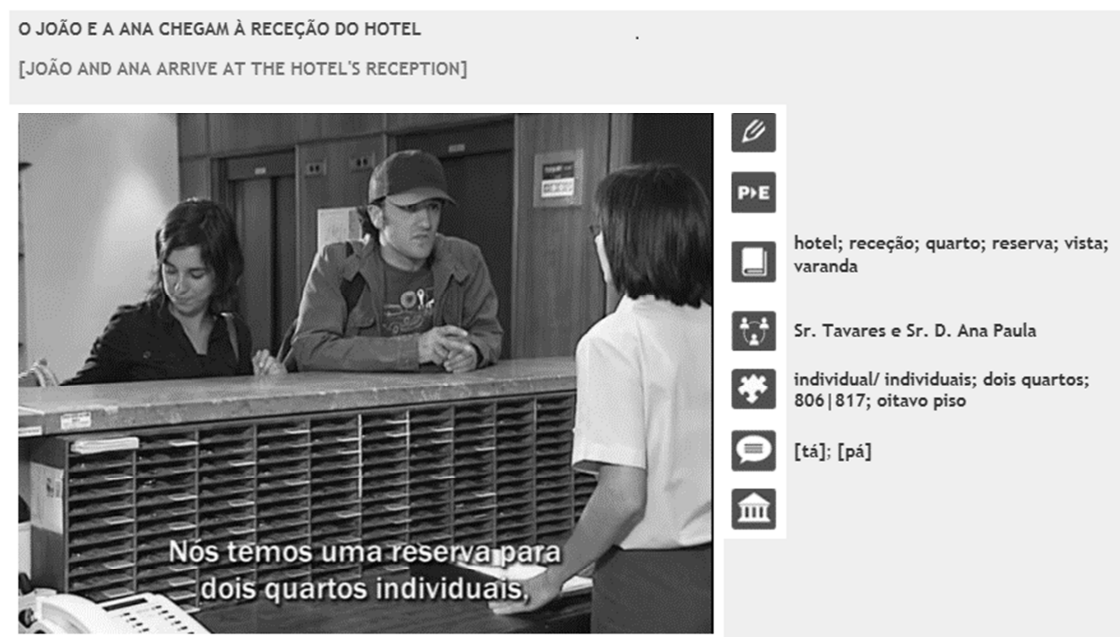 O JOÃO E A ANA CHEGAM À RECEÇÃO DO HOTEL
[JOÃO AND ANA ARRIVE AT THE HOTEL'S RECEPTION]
P▸E
hotel; receção; quarto; reserva; vista;
varanda
Sr. Tavares e Sr. D. Ana Paula
individual/ individuais; dois quartos;
806|817; oitavo piso
[tá]; [pá]
Nós temos uma reserva para
dois quartos individuais,